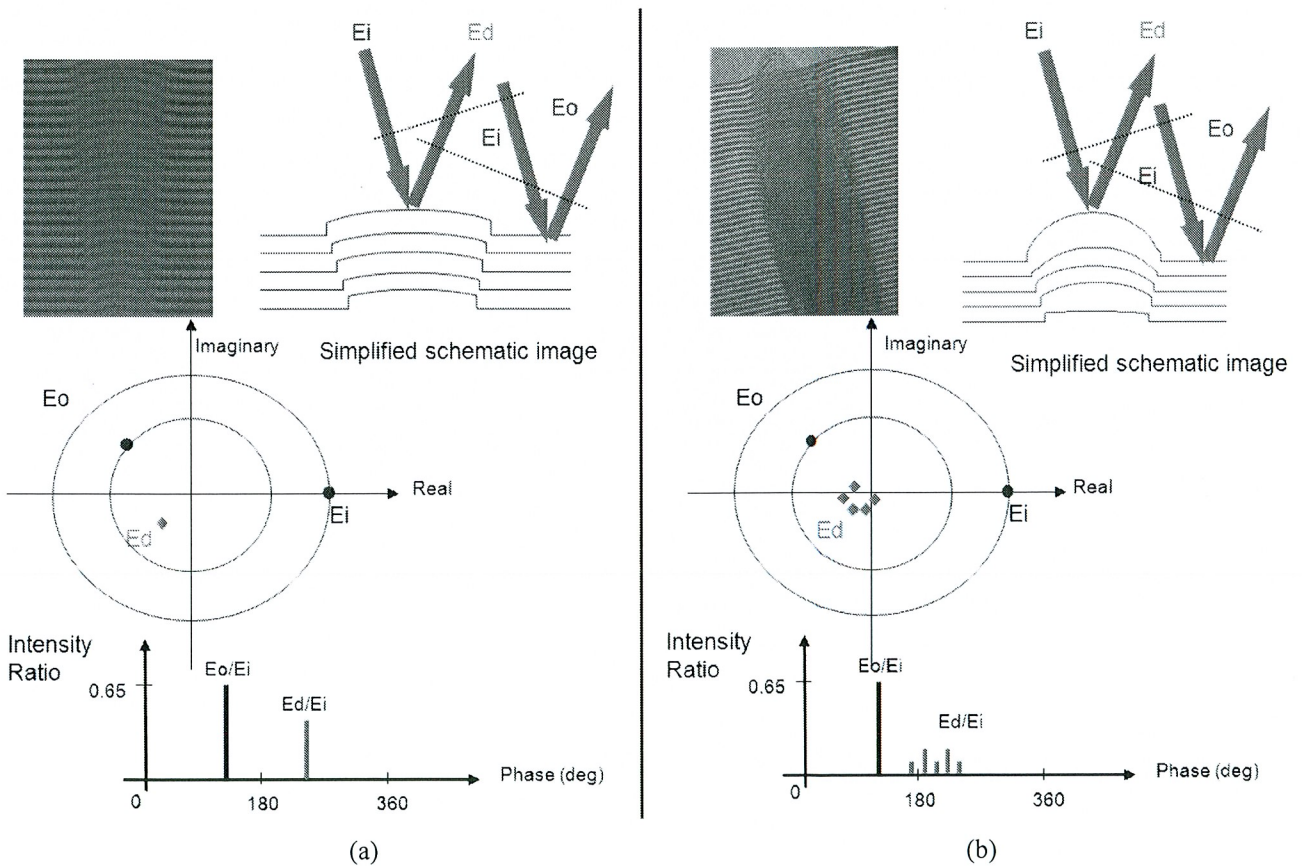 Ei
Ed
Eo
Ei
Imaginary
Simplified schematic image
Eo
Real
Ei
Ed
Intensity
Ratio
Eo/Ei
0.65
Ed/Ei
Phase (deg)
0
180
360
(a)
Ei
Ed
Eo
Ei
Imaginary
Simplified schematic image
Eo
Real
Ei
Ed
Intensity
Ratio
Eo/Ei
0.65
Ed/Ei
Phase (deg)
0
180
360
(b)